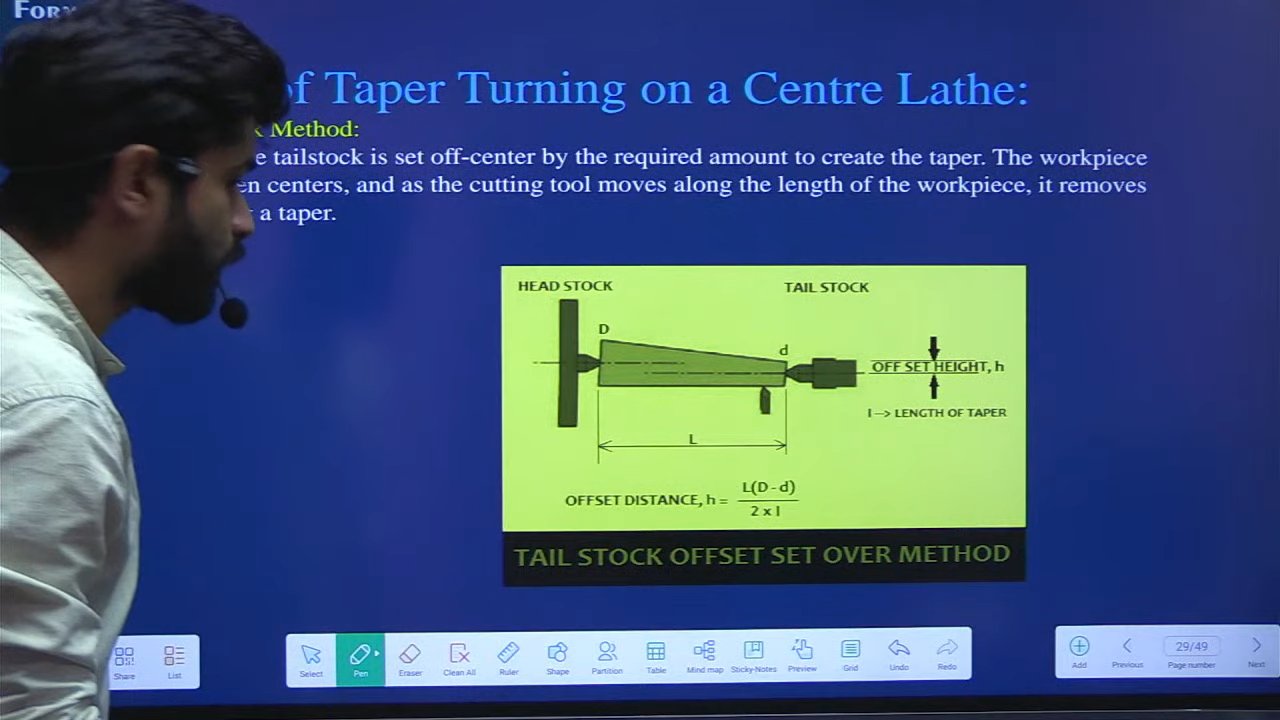 For
of Taper Turning on a Centre Lathe:
Method:
tailstock is set off-center by the required amount to create the taper. The workpiece
centers, and as the cutting tool moves along the length of the workpiece, it removes
a taper.
HEAD STOCK TAIL STOCK
D
d
OFF SET HEIGHT, h
l --> LENGTH OF TAPER
L
OFFSET DISTANCE, h = L(D - d)
2 x l
TAIL STOCK OFFSET SET OVER METHOD
Share List Select Pen Eraser Clean All Ruler Shape Partition Table Mind map Sticky-Notes Preview Grid Undo Redo Add Previous 29/49 Page number Next